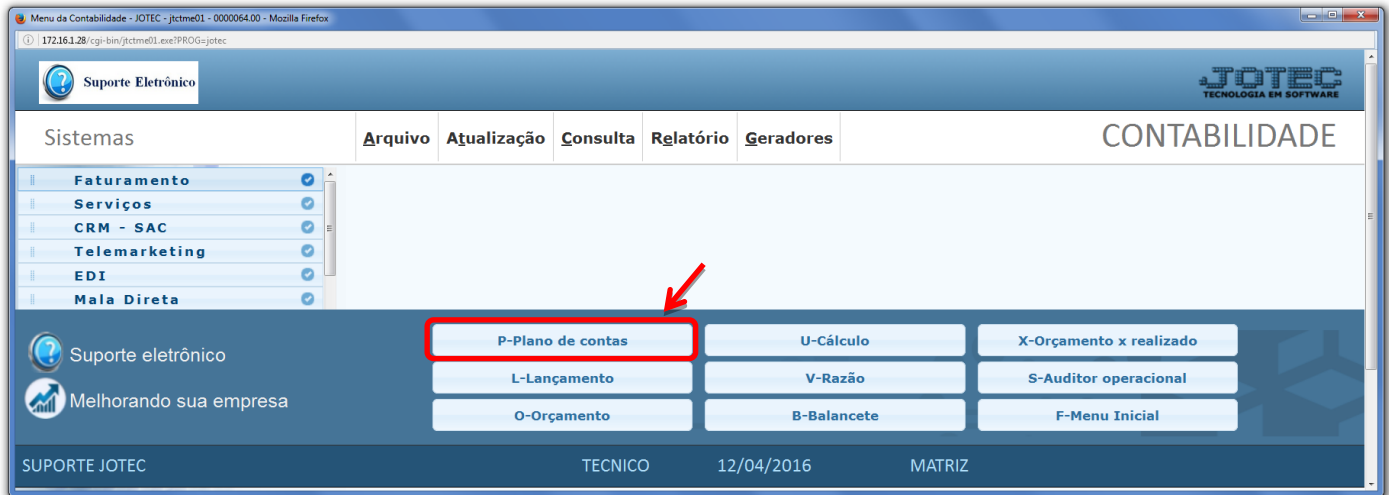 Menu da Contabilidade - JOTEC - jtctme01 - 0000064.00 - Mozilla Firefox
172.16.1.28/cgi-bin/jtctme01.exe?PROG=jotec
Suporte Eletrônico
JOTEC
TECNOLOGIA EM SOFTWARE
Sistemas
Arquivo Atualização Consulta Relatório Geradores
CONTABILIDADE
Faturamento
Serviços
CRM - SAC
Telemarketing
EDI
Mala Direta
Suporte eletrônico
Melhorando sua empresa
P-Plano de contas U-Cálculo X-Orçamento x realizado
L-Lançamento V-Razão S-Auditor operacional
O-Orçamento B-Balancete F-Menu Inicial
SUPORTE JOTEC TECNICO 12/04/2016 MATRIZ